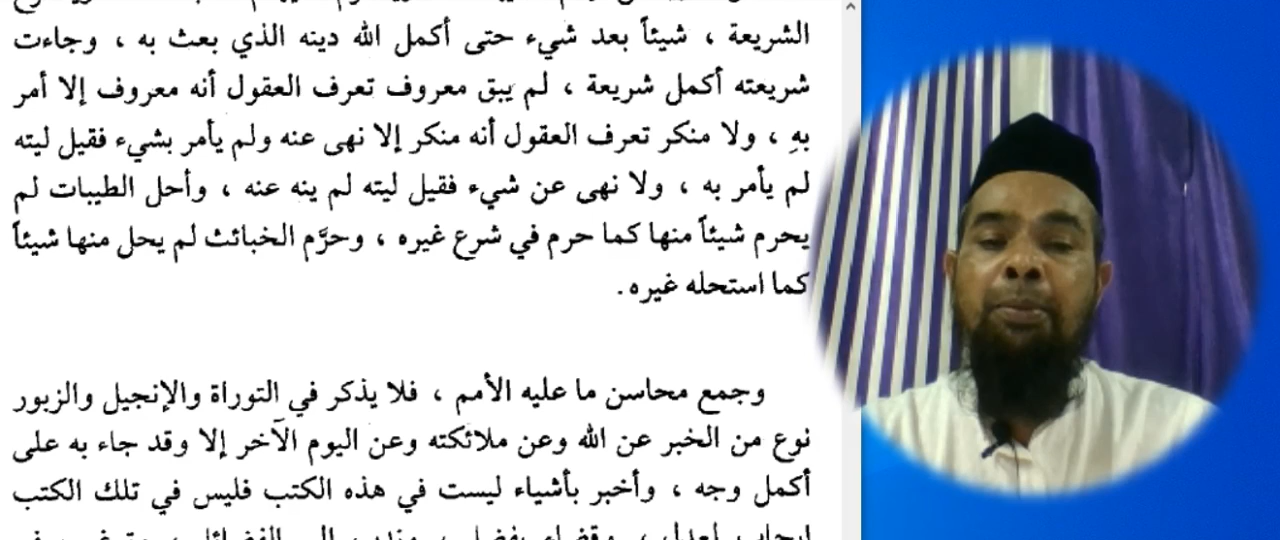 الشريعة ، شيئاً بعد شيء حتى أكمل الله دينه الذي بعث به ، وجاءت
شريعته أكمل شريعة ، لم يبق معروف تعرف العقول أنه معروف إلا أمر
بهِ ، ولا منكر تعرف العقول أنه منكر إلا نهى عنه ولم يأمر بشيء فقيل ليته
لم يأمر به ، ولا نهى عن شيء فقيل ليته لم ينه عنه ، وأحل الطيبات لم
يحرم شيئاً منها كما حرم في شرع غيره ، وحرَّم الخبائث لم يحل منها شيئاً
كما استحله غيره .
وجمع محاسن ما عليه الأمم ، فلا يذكر في التوراة والإنجيل والزبور
نوع من الخبر عن الله وعن ملائكته وعن اليوم الآخر إلا وقد جاء به على
أكمل وجه ، وأخبر بأشياء ليست في هذه الكتب فليس في تلك الكتب